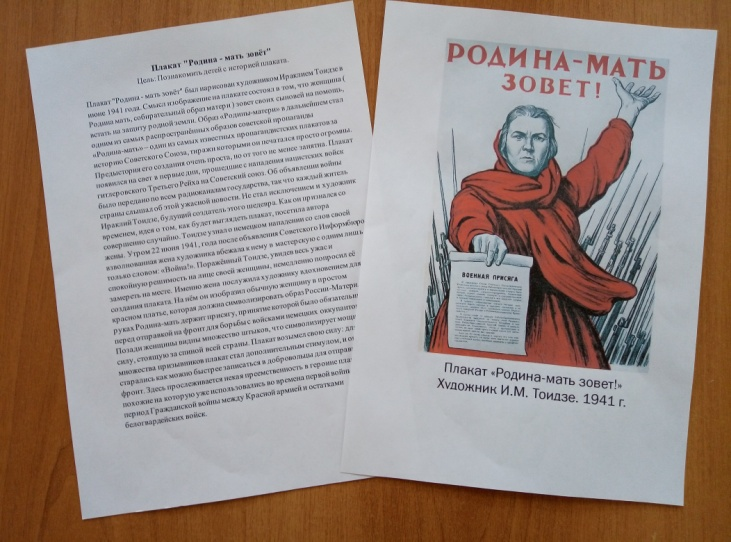 Плакат "Родина - мать зовёт"
Цель. Познакомить детей с историей плаката.
Плакат "Родина - мать зовёт" был нарисован художником Ираклием Тоидзе в
июне 1941 года. Смысл изображение на плакате состоял в том, что женщина (
Родина мать, собирательный образ матери ) зовет своих сыновей на помощь,
встать на защиту родной земли. Образ «Родины-матери» в дальнейшем стал
одним из самых распространённых образов советской пропаганды
«Родина-мать» – один из самых известных пропагандистских плакатов за
историю Советского Союза, тиражи которыми он печатался просто огромны.
Предыстория его создания очень проста, но от того не менее занятна. Плакат
появился на свет в первые дни, прошедшие с нападения нацистских войск
гитлеровского Третьего Рейха на Советский союз. Об объявлении войны
было передано по всем радиоканалам государства, так что каждый житель
страны слышал об этой ужасной новости. Не стал исключением и художник
Ираклий Тоидзе, будущий создатель этого шедевра. Как он признался со
временем, идея о том, как будет выглядеть плакат, посетила автора
совершенно случайно. Тоидзе узнал о немецком нападении со слов своей
жены. Утром 22 июня 1941, года после объявления Советского Информбюро
взволнованная жена художника вбежала к нему в мастерскую с одним лишь
только словом: «Война!». Поражённый Тоидзе, увидев весь ужас и
спокойную решимость на лице своей женщины, немедленно попросил её
замереть на месте. Именно жена послужила художнику вдохновением для
создания плаката. На нём он изобразил обычную женщину в простом
красном платье, которая должна символизировать образ России-Матери.
руках Родина-мать держит присягу, принятие которой было обязательно
перед отправкой на фронт для борьбы с войсками немецких
Позади женщины видны множество штыков, что символизирует
силу, стоящую за спиной всей страны. Плакат возымел свою силу:
множества призывников плакат стал дополнительным стимулом, и
старались как можно быстрее записаться в добровольцы для
фронт. Здесь прослеживается некая преемственность в героине
похожие на которую уже использовались во времена первой
период Гражданской войны между Красной армией и остатками
белогвардейских войск.
РОДИНА-МАТЬ
ЗОВЕТ!
ВОЕННАЯ ПРИСЯГА
Плакат «Родина-мать зовет!»
Художник И.М. Тоидзе. 1941 г.